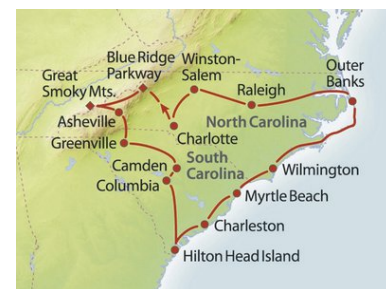 Blue Ridge
Parkway
Winston-
Salem
Outer
Banks
Great
Smoky Mts.
Raleigh
Asheville
North Carolina
Greenville
Charlotte
South
Carolina
Camden
Columbia
Wilmington
Myrtle Beach
Charleston
Hilton Head Island